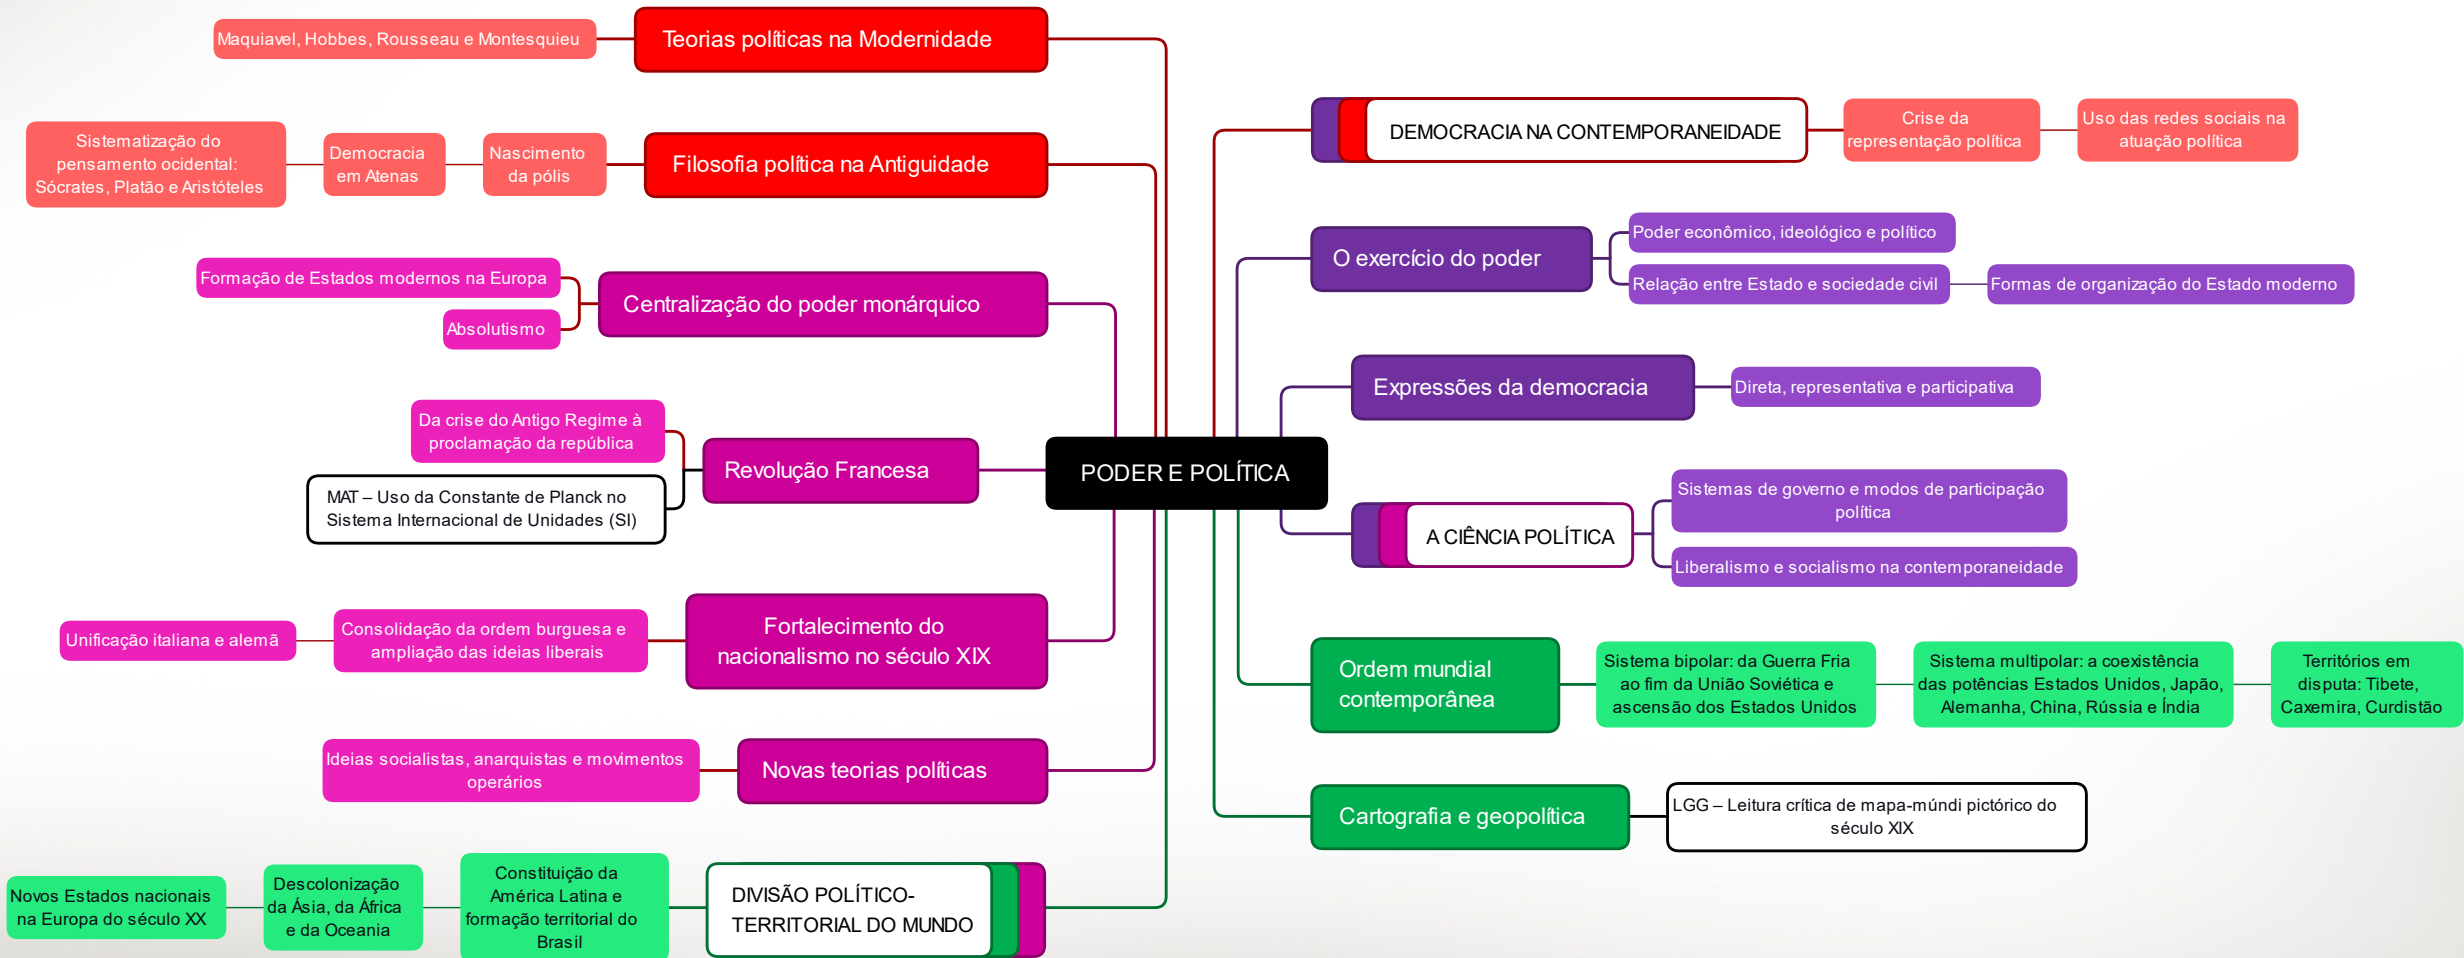 Teorias políticas na Modernidade
Maquiavel, Hobbes, Rousseau e Montesquieu
Filosofia política na Antiguidade
Nascimento
da pólis
Democracia
em Atenas
Sistematização do
pensamento ocidental:
Sócrates, Platão e Aristóteles
Centralização do poder monárquico
Formação de Estados modernos na Europa
Absolutismo
Revolução Francesa
Da crise do Antigo Regime à
proclamação da república
MAT – Uso da Constante de Planck no
Sistema Internacional de Unidades (SI)
Fortalecimento do
nacionalismo no século XIX
Consolidação da ordem burguesa e
ampliação das ideias liberais
Unificação italiana e alemã
Novas teorias políticas
Ideias socialistas, anarquistas e movimentos
operários
DIVISÃO POLÍTICO-
TERRITORIAL DO MUNDO
Constituição da
América Latina e
formação territorial do
Brasil
Descolonização
da Ásia, da África
e da Oceania
Novos Estados nacionais
na Europa do século XX
PODER E POLÍTICA
DEMOCRACIA NA CONTEMPORANEIDADE
Crise da
representação política
Uso das redes sociais na
atuação política
O exercício do poder
Poder econômico, ideológico e político
Relação entre Estado e sociedade civil
Formas de organização do Estado moderno
Expressões da democracia
Direta, representativa e participativa
A CIÊNCIA POLÍTICA
Sistemas de governo e modos de participação
política
Liberalismo e socialismo na contemporaneidade
Ordem mundial
contemporânea
Sistema bipolar: da Guerra Fria
ao fim da União Soviética e
ascensão dos Estados Unidos
Sistema multipolar: a coexistência
das potências Estados Unidos, Japão,
Alemanha, China, Rússia e Índia
Territórios em
disputa: Tibete,
Caxemira, Curdistão
Cartografia e geopolítica
LGG – Leitura crítica de mapa-múndi pictórico do
século XIX